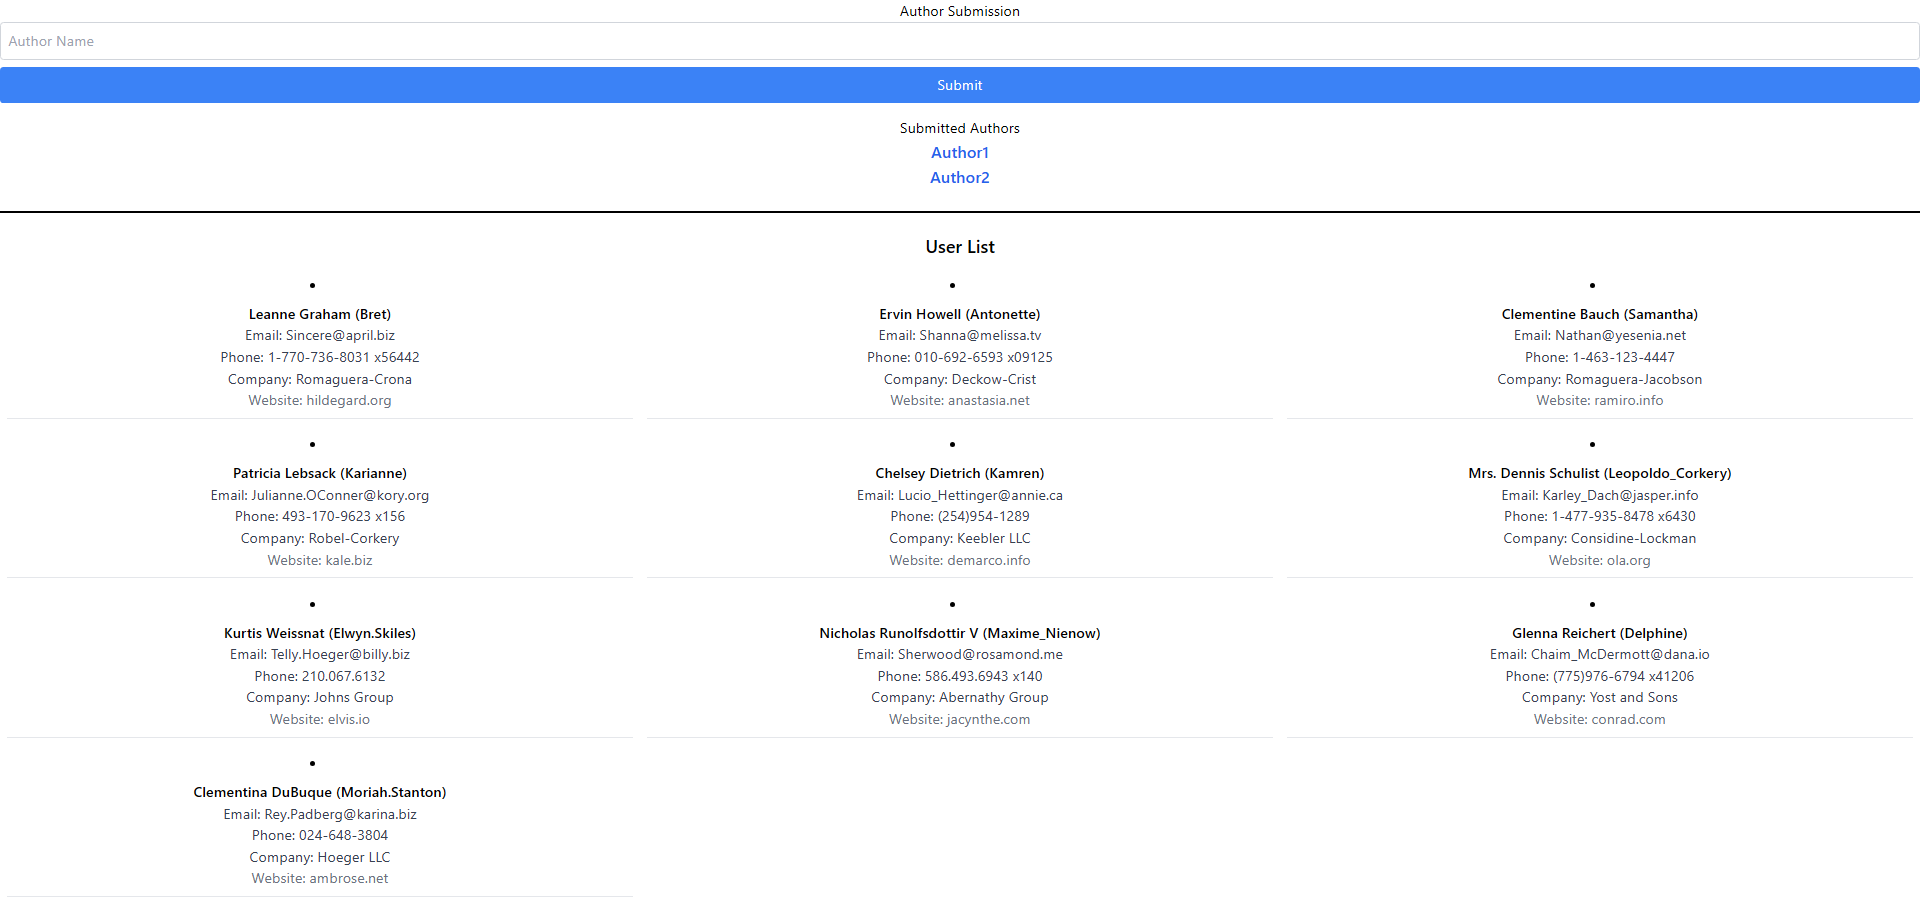 Author Submission
Author Name
Submit
Submitted Authors
Author1
Author2
User List
Leanne Graham (Bret)
Email: Sincere@april.biz
Phone: 1-770-736-8031 x56442
Company: Romaguera-Crona
Website: hildegard.org
Ervin Howell (Antonette)
Email: Shanna@melissa.tv
Phone: 010-692-6593 x09125
Company: Deckow-Crist
Website: anastasia.net
Clementine Bauch (Samantha)
Email: Nathan@yesenia.net
Phone: 1-463-123-4447
Company: Romaguera-Jacobson
Website: ramiro.info
Patricia Lebsack (Karianne)
Email: Julianne.OConner@kory.org
Phone: 493-170-9623 x156
Company: Robel-Corkery
Website: kale.biz
Chelsey Dietrich (Kamren)
Email: Lucio_Hettinger@annie.ca
Phone: (254)954-1289
Company: Keebler LLC
Website: demarco.info
Mrs. Dennis Schulist (Leopoldo_Corkery)
Email: Karley_Dach@jasper.info
Phone: 1-477-935-8478 x6430
Company: Considine-Lockman
Website: ola.org
Kurtis Weissnat (Elwyn.Skiles)
Email: Telly.Hoeger@billy.biz
Phone: 210.067.6132
Company: Johns Group
Website: elvis.io
Nicholas Runolfsdottir V (Maxime_Nienow)
Email: Sherwood@rosamond.me
Phone: 586.493.6943 x140
Company: Abernathy Group
Website: jacynthe.com
Glenna Reichert (Delphine)
Email: Chaim_McDermott@dana.io
Phone: (775)976-6794 x41206
Company: Yost and Sons
Website: conrad.com
Clementina DuBuque (Moriah.Stanton)
Email: Rey.Padberg@karina.biz
Phone: 024-648-3804
Company: Hoeger LLC
Website: ambrose.net